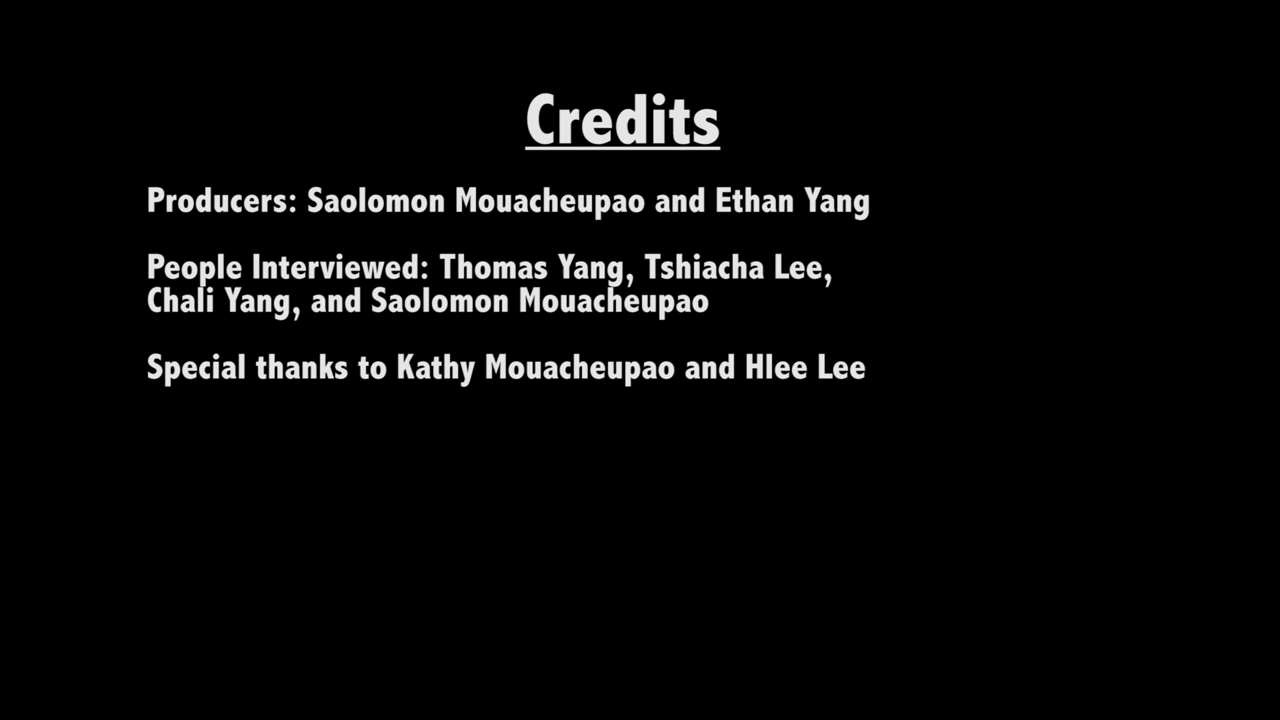 Credits
Producers: Saolomon Mouacheupao and Ethan Yang
People Interviewed: Thomas Yang, Tshiacha Lee,
Chali Yang, and Saolomon Mouacheupao
Special thanks to Kathy Mouacheupao and Hlee Lee